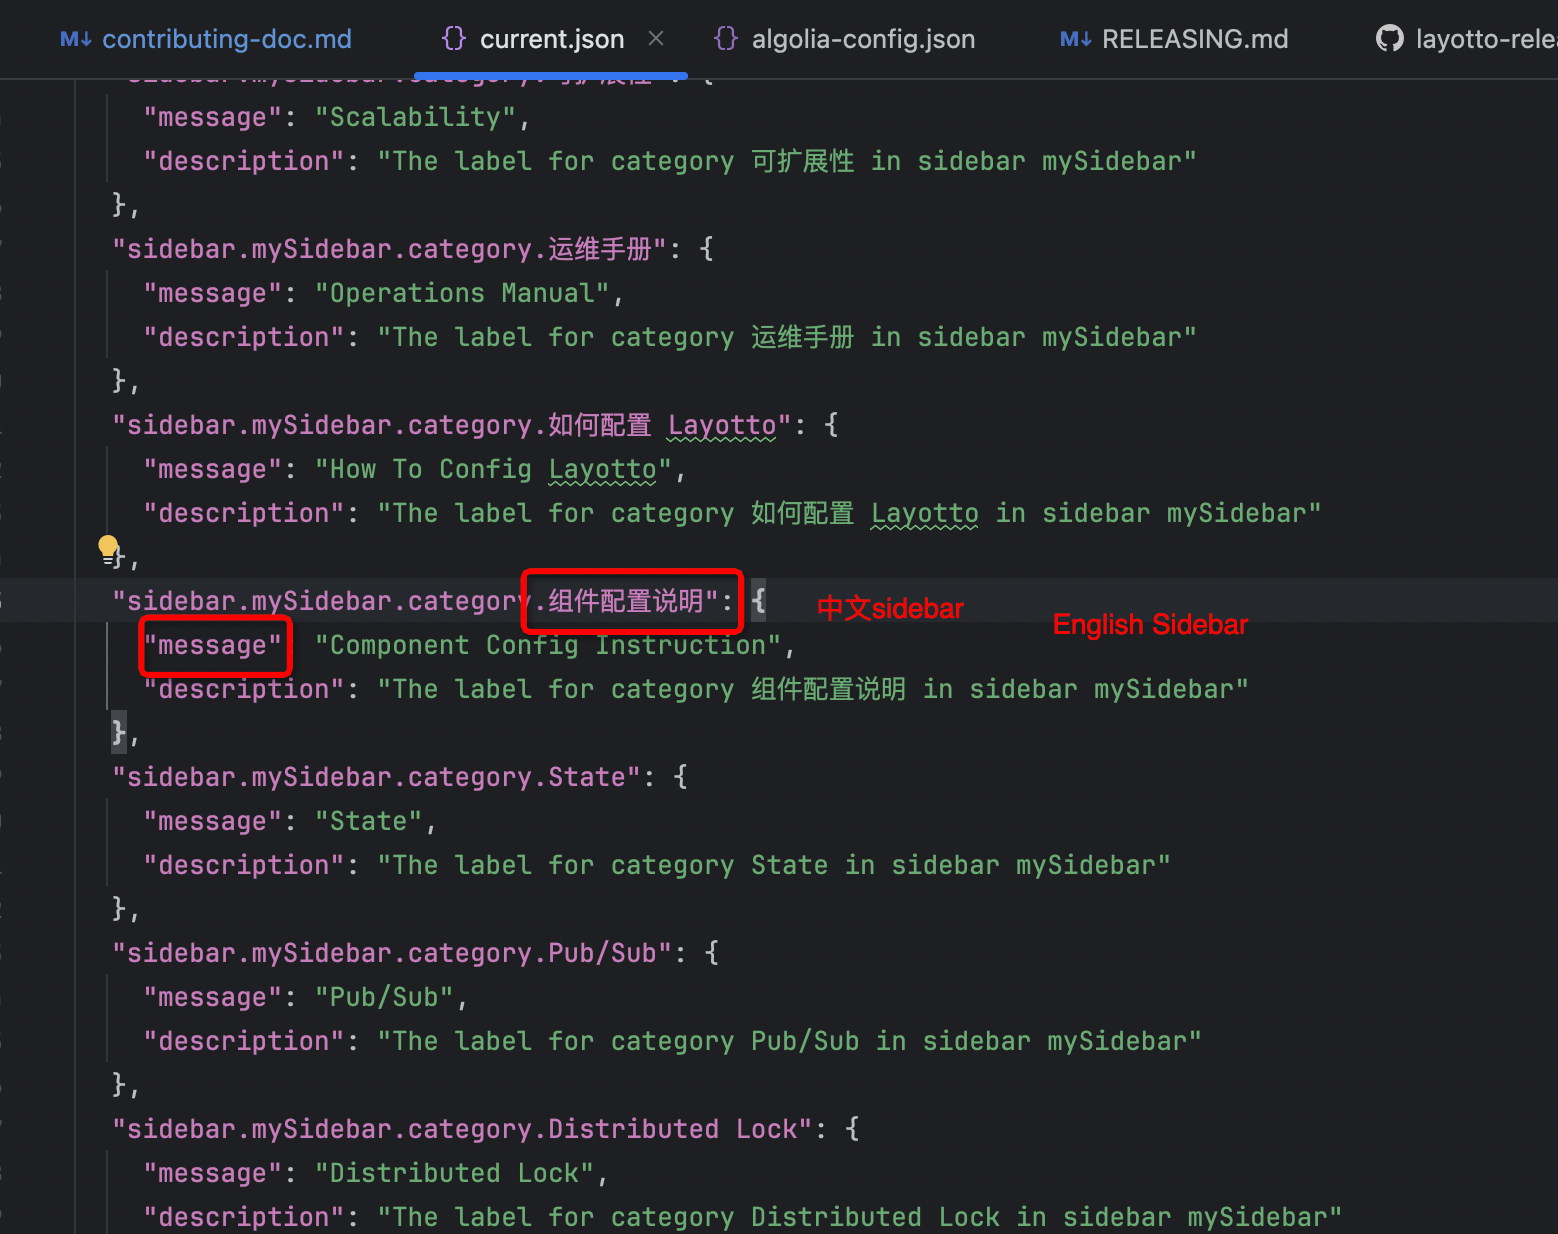 contributing-doc.md
current.json
algolia-config.json
RELEASING.md
"sidebar.mySidebar.category.可扩展性": {
"message": "Scalability",
"description": "The label for category 可扩展性 in sidebar mySidebar"
},
"sidebar.mySidebar.category.运维手册": {
"message": "Operations Manual",
"description": "The label for category 运维手册 in sidebar mySidebar"
},
"sidebar.mySidebar.category.如何配置 Layotto": {
"message": "How To Config Layotto",
"description": "The label for category 如何配置 Layotto in sidebar mySidebar"
},
"sidebar.mySidebar.category.组件配置说明": { 中文sidebar English Sidebar
"message" "Component Config Instruction",
"description": "The label for category 组件配置说明 in sidebar mySidebar"
},
"sidebar.mySidebar.category.State": {
"message": "State",
"description": "The label for category State in sidebar mySidebar"
},
"sidebar.mySidebar.category.Pub/Sub": {
"message": "Pub/Sub",
"description": "The label for category Pub/Sub in sidebar mySidebar"
},
"sidebar.mySidebar.category.Distributed Lock": {
"message": "Distributed Lock",
"description": "The label for category Distributed Lock in sidebar mySidebar"